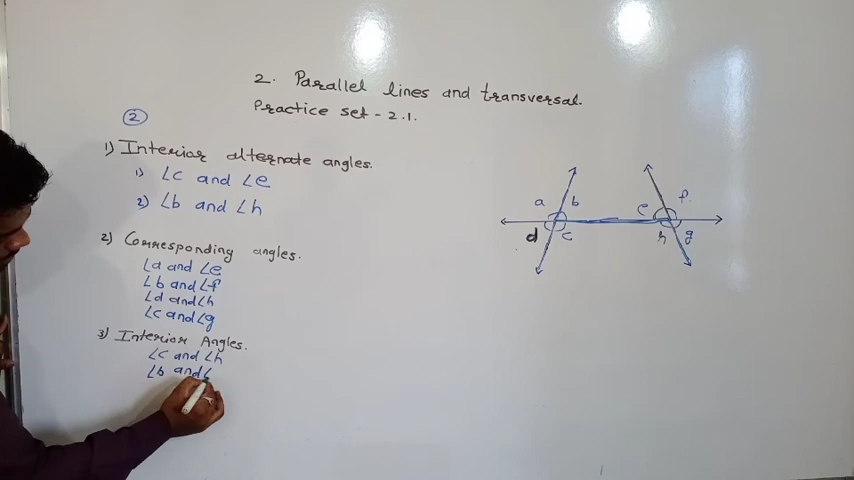 2. Parallel lines and transversal.
Practice set - 2.1.
②
1) Interior alternate angles.
1) ∠c and ∠e
2) ∠b and ∠h
2) Corresponding angles.
∠a and ∠e
∠b and ∠f
∠d and ∠h
∠c and ∠g
3) Interior Angles.
∠c and ∠h
∠b and ∠
a b e f
d c h g